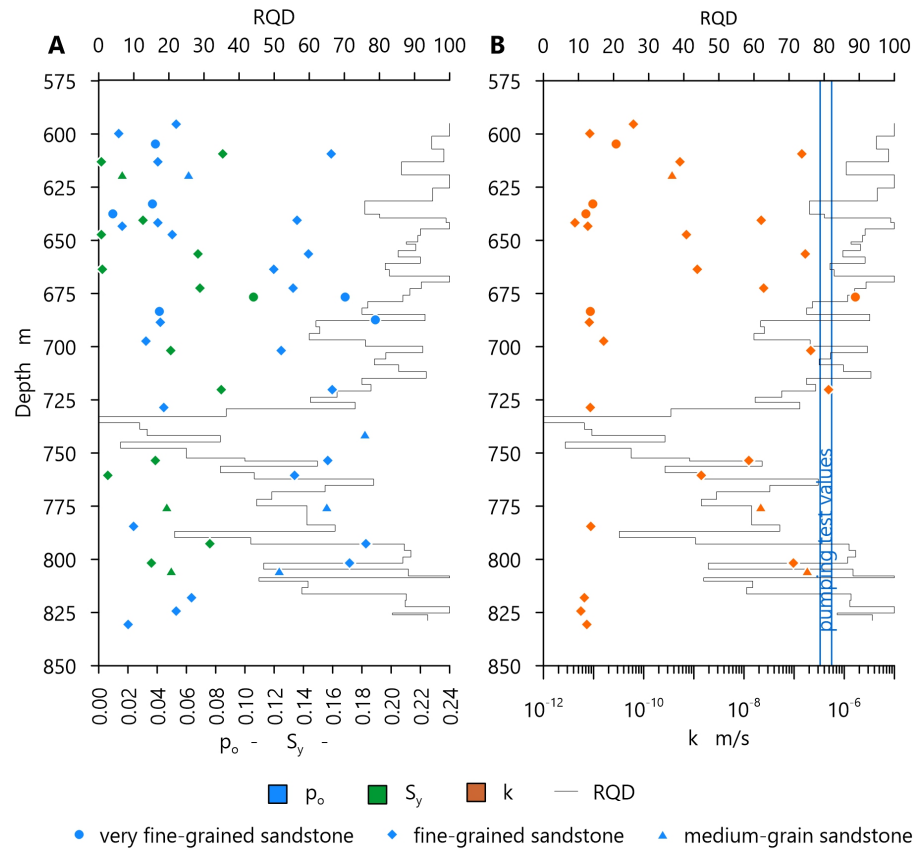 RQD RQD
A 0 10 20 30 40 50 60 70 80 90 100 B 0 10 20 30 40 50 60 70 80 90 100
575 575
600 600
625 625
650 650
675 675
700 700
725 725
750 750
775 775
800 800
825 825
850 850
Depth m
pumping test values
0.00 0.02 0.04 0.06 0.08 0.10 0.12 0.14 0.16 0.18 0.20 0.22 0.24 10⁻¹² 10⁻¹⁰ 10⁻⁸ 10⁻⁶
pₒ - Sy - k m/s
pₒ Sy k RQD
very fine-grained sandstone fine-grained sandstone medium-grain sandstone